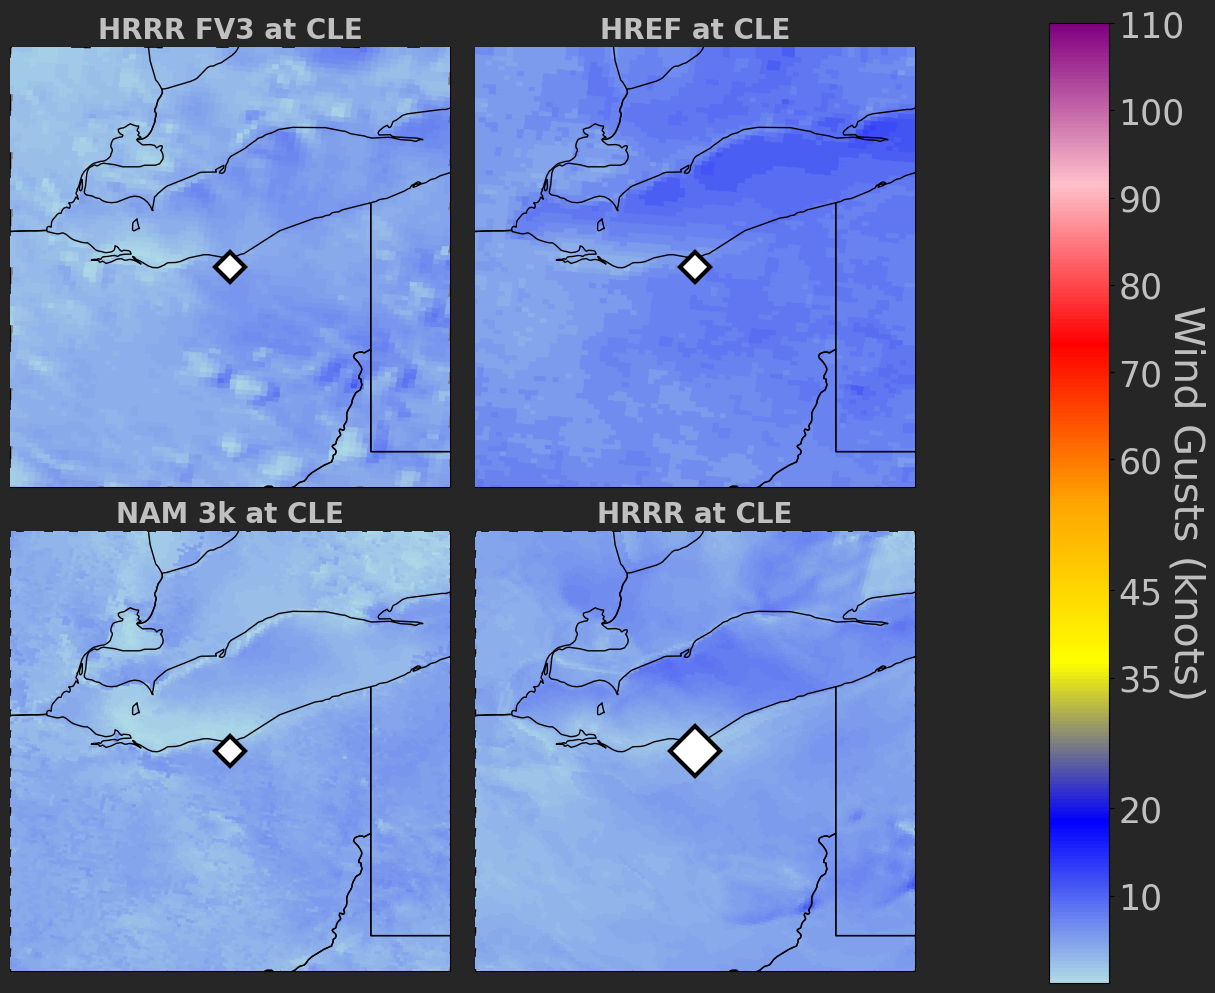 HRRR FV3 at CLE
HREF at CLE
NAM 3k at CLE
HRRR at CLE
110
100
90
80
70
60
45
35
20
10
Wind Gusts (knots)